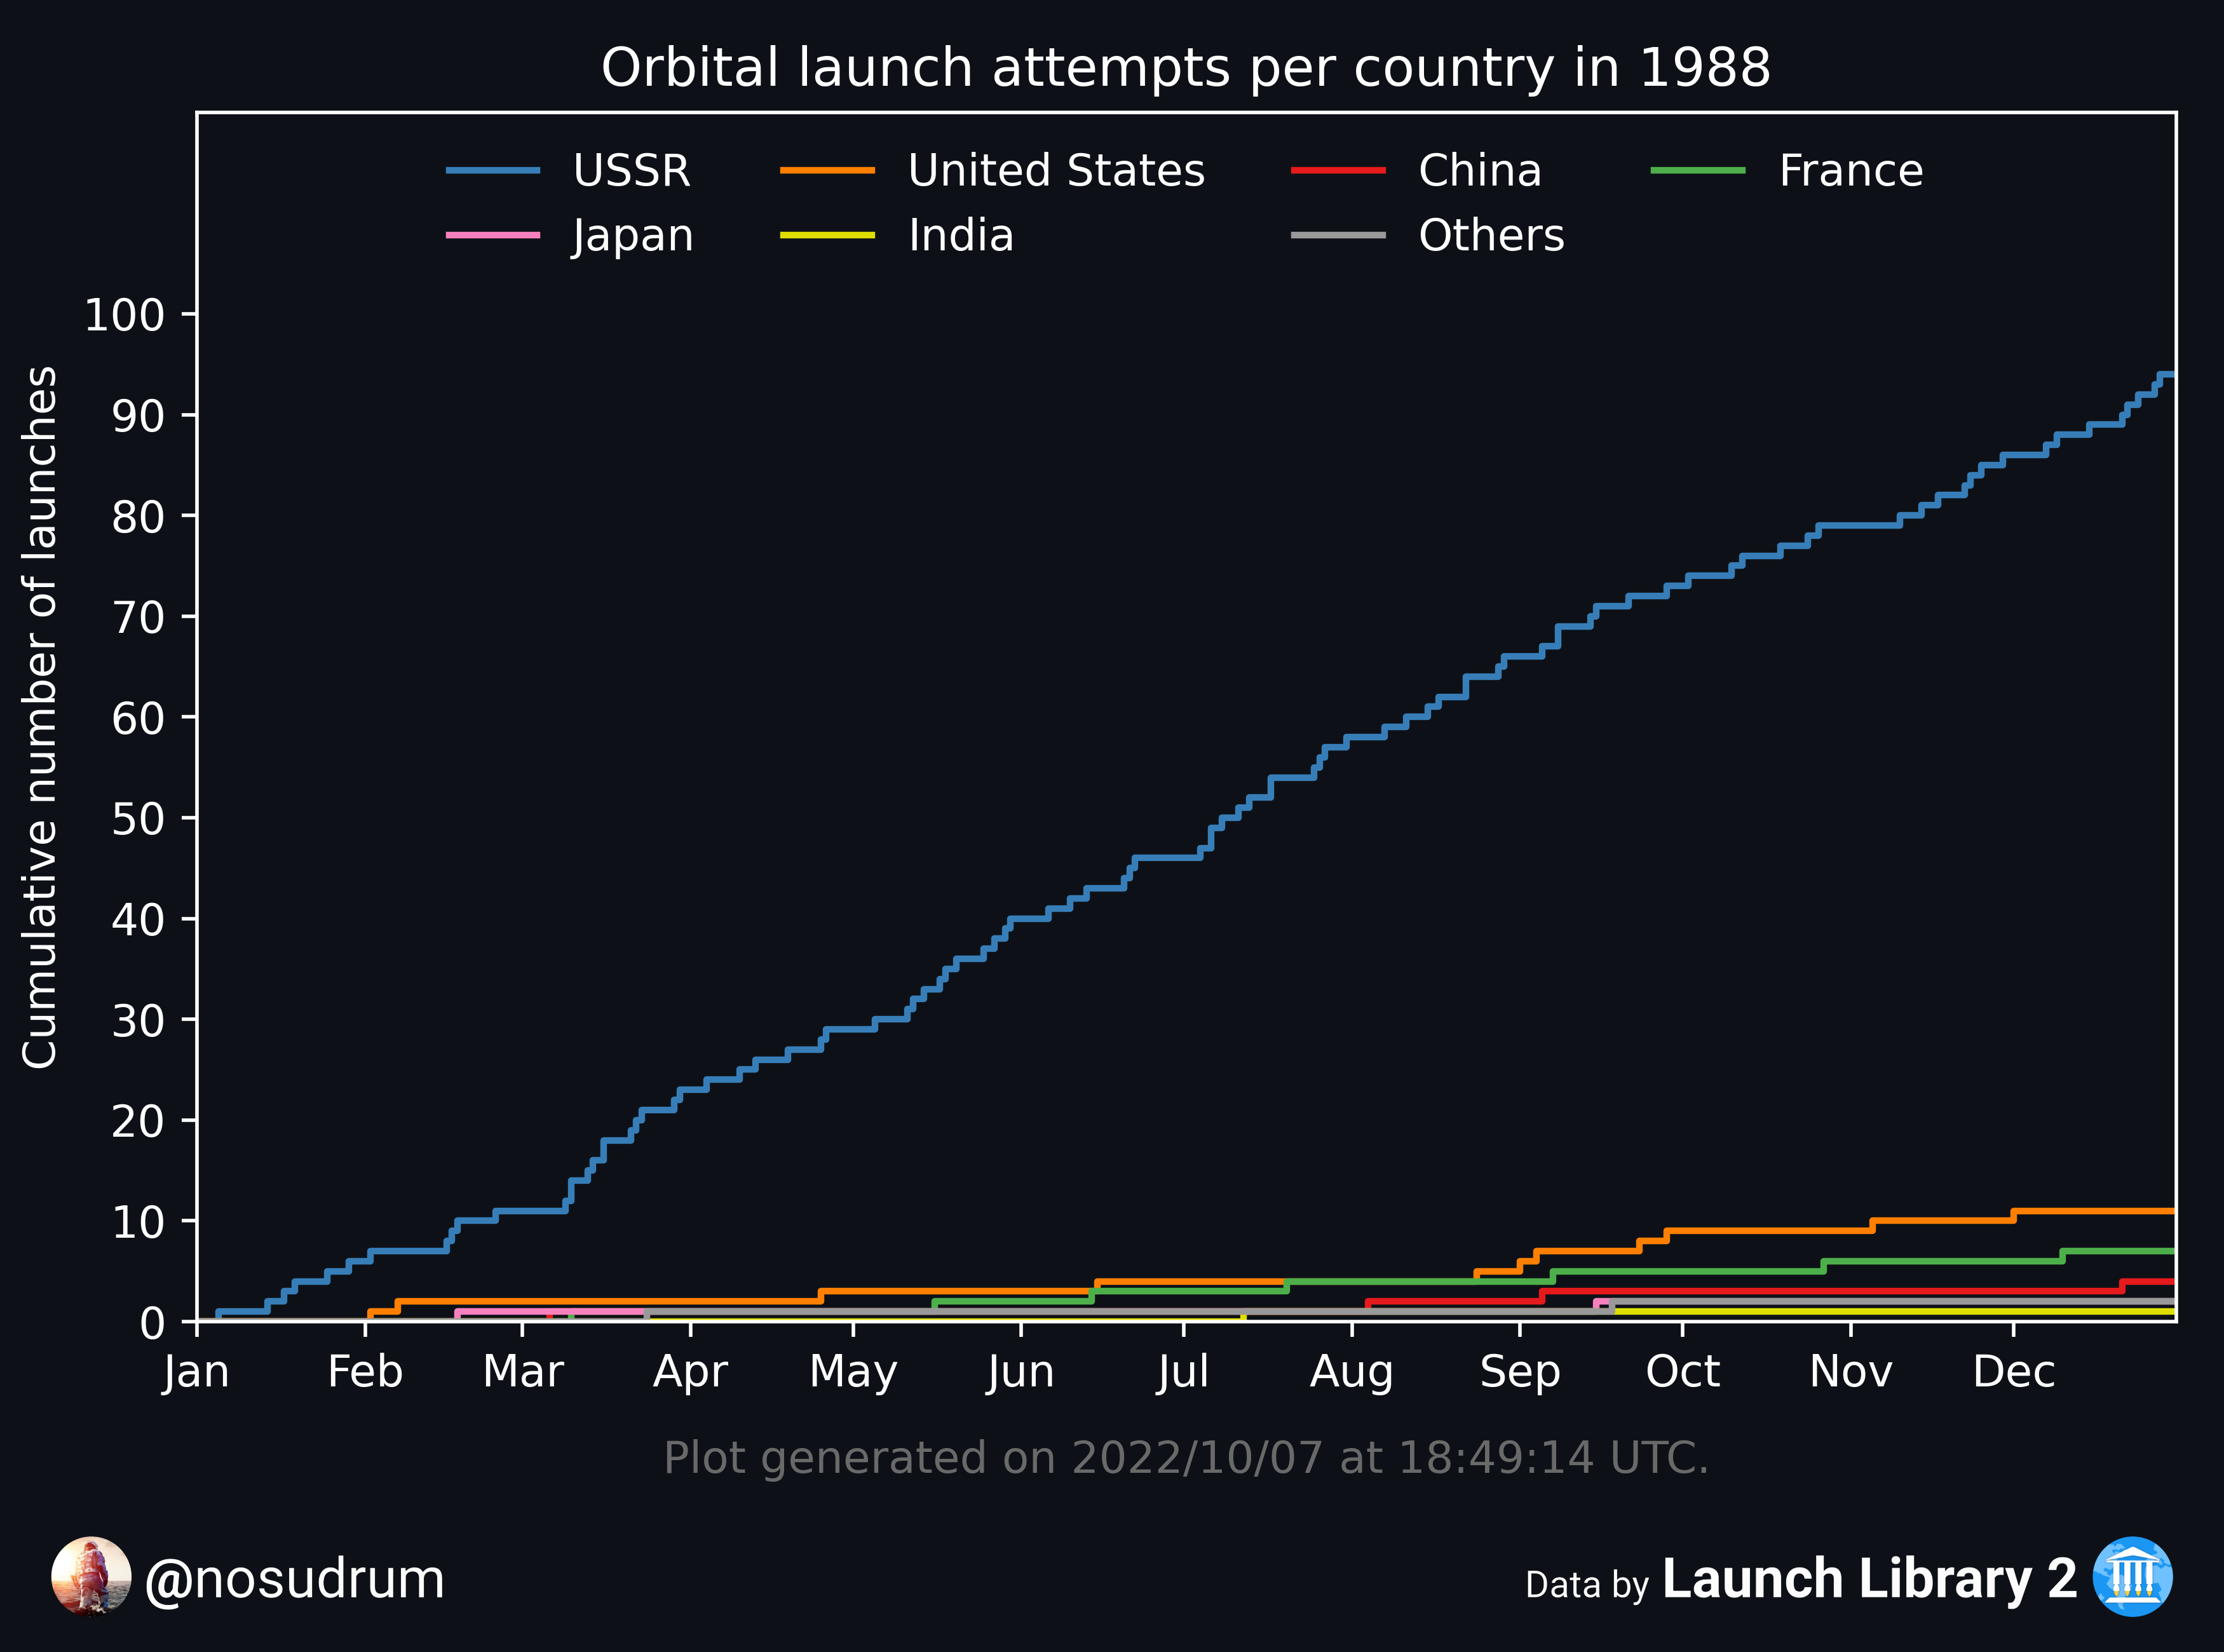 Orbital launch attempts per country in 1988
USSR United States China France
Japan India Others
Cumulative number of launches
100
90
80
70
60
50
40
30
20
10
0
Jan Feb Mar Apr May Jun Jul Aug Sep Oct Nov Dec
Plot generated on 2022/10/07 at 18:49:14 UTC.
@nosudrum
Data by Launch Library 2